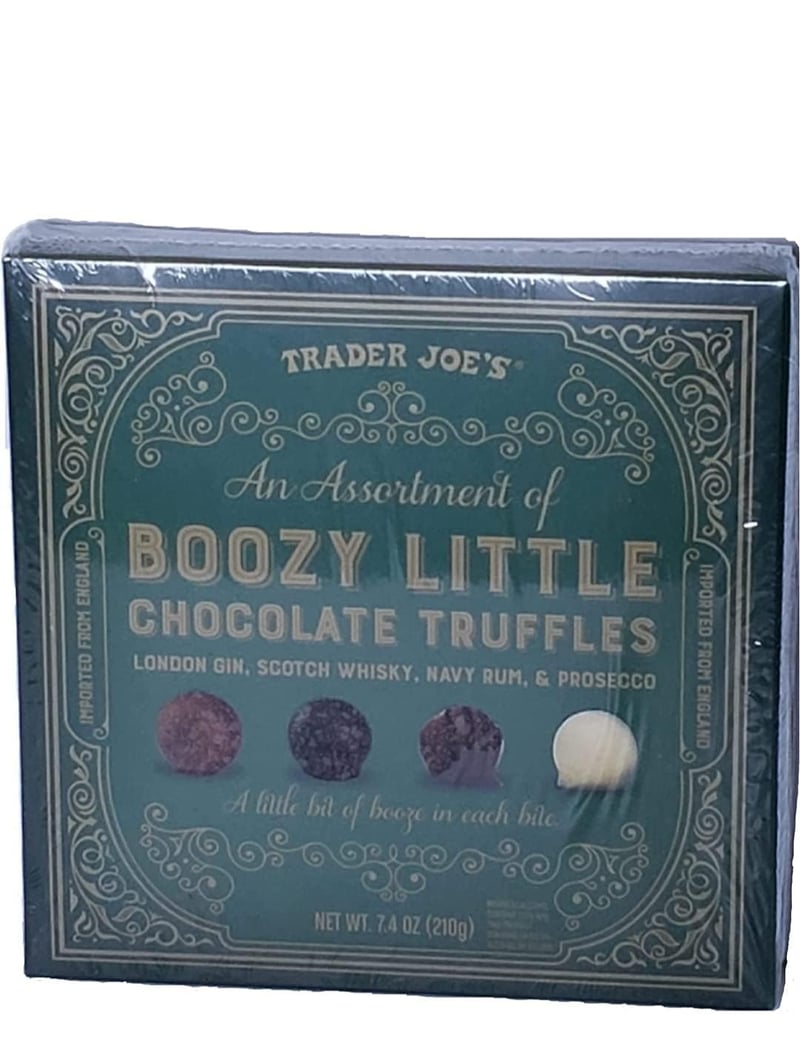 TRADER JOE'S
An Assortment of
BOOZY LITTLE
CHOCOLATE TRUFFLES
LONDON GIN, SCOTCH WHISKY, NAVY RUM, & PROSECCO
IMPORTED FROM ENGLAND
IMPORTED FROM ENGLAND
A little bit of booze in each bite.
NET WT. 7.4 OZ (210g)